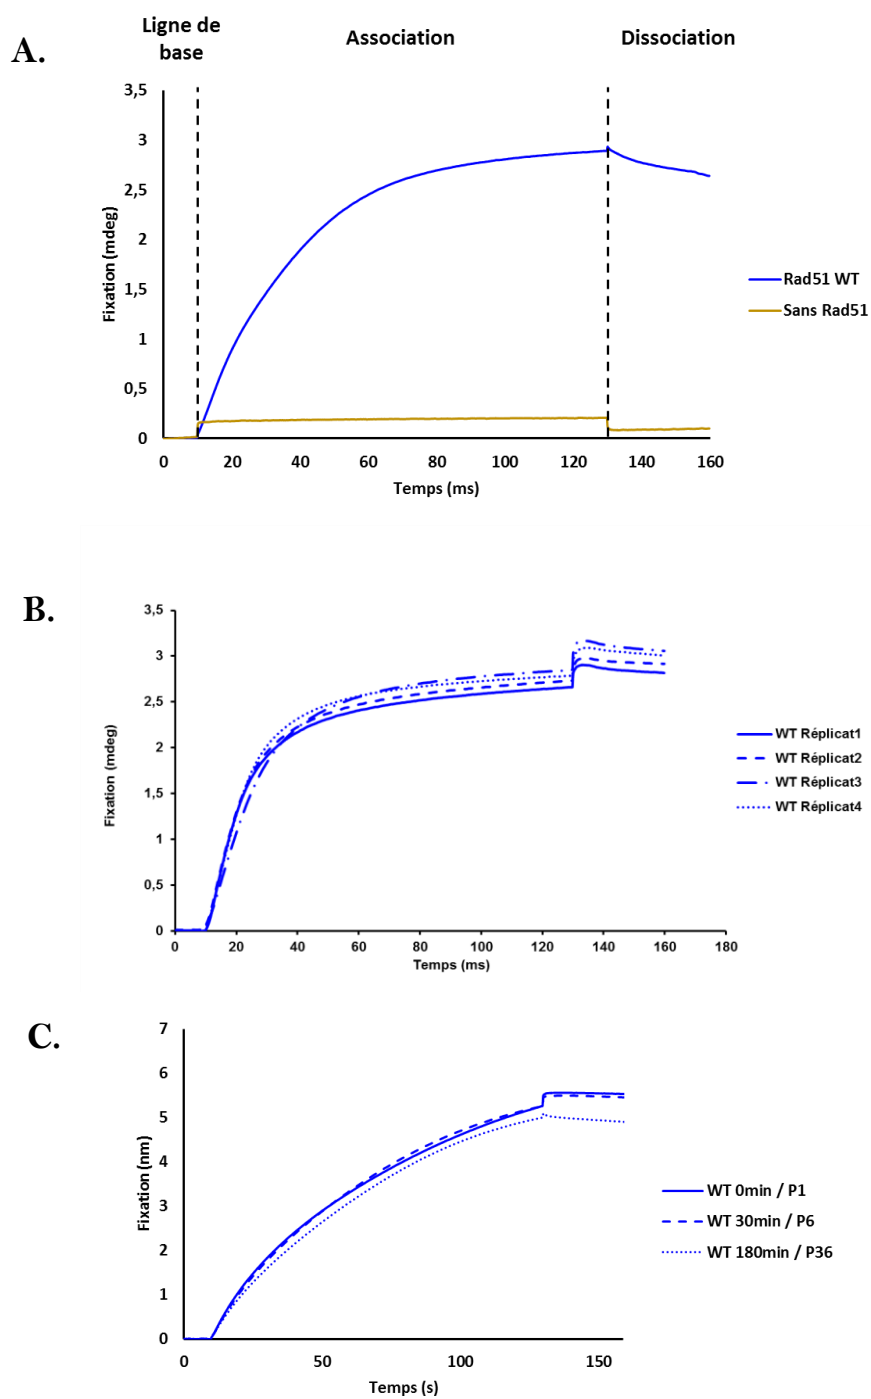 A.
Ligne de
base
Association
Dissociation
3,5
3
2,5
2
1,5
1
0,5
0
Fixation (mdeg)
0 20 40 60 80 100 120 140 160
Temps (ms)
Rad51 WT
Sans Rad51
B.
3,5
3
2,5
2
1,5
1
0,5
0
Fixation (mdeg)
0 20 40 60 80 100 120 140 160 180
Temps (ms)
WT Réplicat1
WT Réplicat2
WT Réplicat3
WT Réplicat4
C.
7
6
5
4
3
2
1
0
Fixation (nm)
0 50 100 150
Temps (s)
WT 0min / P1
WT 30min / P6
WT 180min / P36